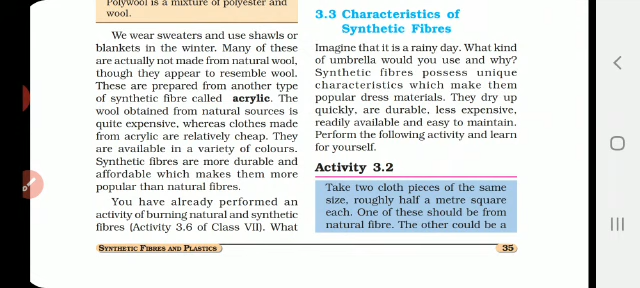 Polywool is a mixture of polyester and
wool.
We wear sweaters and use shawls or
blankets in the winter. Many of these
are actually not made from natural wool,
though they appear to resemble wool.
These are prepared from another type
of synthetic fibre called acrylic. The
wool obtained from natural sources is
quite expensive, whereas clothes made
from acrylic are relatively cheap. They
are available in a variety of colours.
Synthetic fibres are more durable and
affordable which makes them more
popular than natural fibres.
You have already performed an
activity of burning natural and synthetic
fibres (Activity 3.6 of Class VII). What
3.3 Characteristics of
Synthetic Fibres
Imagine that it is a rainy day. What kind
of umbrella would you use and why?
Synthetic fibres possess unique
characteristics which make them
popular dress materials. They dry up
quickly, are durable, less expensive,
readily available and easy to maintain.
Perform the following activity and learn
for yourself.
Activity 3.2
Take two cloth pieces of the same
size, roughly half a metre square
each. One of these should be from
natural fibre. The other could be a
SYNTHETIC FIBRES AND PLASTICS
35